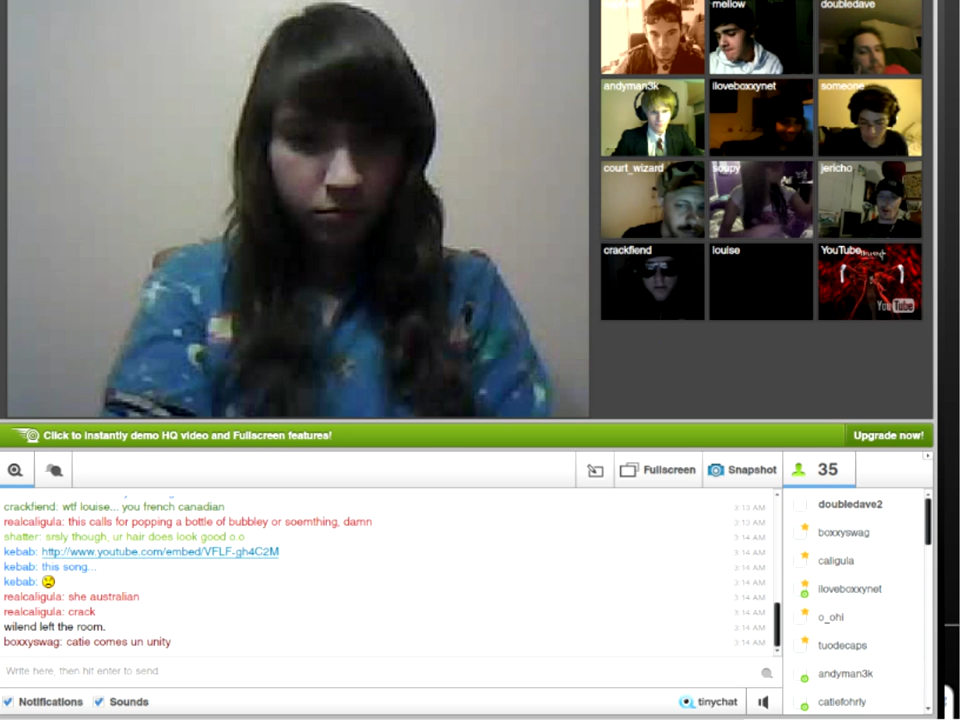 mellow
doubledave
andyman3k
iloveboxxynet
someone
court_wizard
soupy
jericho
crackfiend
louise
YouTube
YouTube
Click to instantly demo HQ video and Fullscreen features!
Upgrade now!
Fullscreen
Snapshot
35
crackfiend: wtf louise... you french canadian
3:13 AM
realcaligula: this calls for popping a bottle of bubbley or soemthing, damn
3:13 AM
shatter: srsly though, ur hair does look good o.o
3:14 AM
kebab: http://www.youtube.com/embed/VFLF-gh4C2M
3:14 AM
kebab: this song...
3:14 AM
kebab:
3:14 AM
realcaligula: she australian
3:14 AM
realcaligula: crack
3:14 AM
wilend left the room.
3:14 AM
boxxyswag: catie comes un unity
3:14 AM
Write here, then hit enter to send
Notifications
Sounds
tinychat
doubledave2
boxxyswag
caligula
iloveboxxynet
o_ohi
tuodecaps
andyman3k
catiefohrly